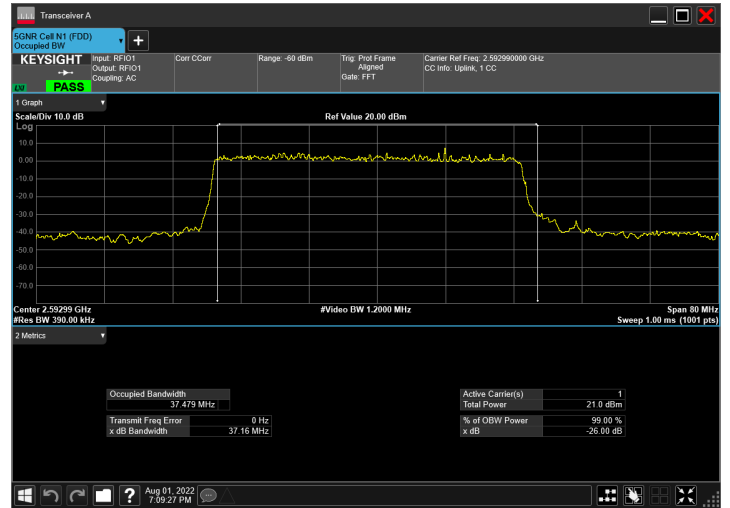 Transceiver A
5GNR Cell N1 (FDD)
Occupied BW
KEYSIGHT
Input: RFIO1
Output: RFIO1
Coupling: AC
Corr CCorr
Range: -60 dBm
Trig: Prot Frame
Aligned
Gate: FFT
Carrier Ref Freq: 2.592990000 GHz
CC Info: Uplink, 1 CC
PASS
1 Graph
Scale/Div 10.0 dB
Ref Value 20.00 dBm
Log
10.0
0.00
-10.0
-20.0
-30.0
-40.0
-50.0
-60.0
-70.0
Center 2.59299 GHz
#Video BW 1.2000 MHz
Span 80 MHz
#Res BW 390.00 kHz
Sweep 1.00 ms (1001 pts)
2 Metrics
Occupied Bandwidth
37.479 MHz
Transmit Freq Error 0 Hz
x dB Bandwidth 37.16 MHz
Active Carrier(s) 1
Total Power 21.0 dBm
% of OBW Power 99.00 %
x dB -26.00 dB
?
Aug 01, 2022
7:09:27 PM